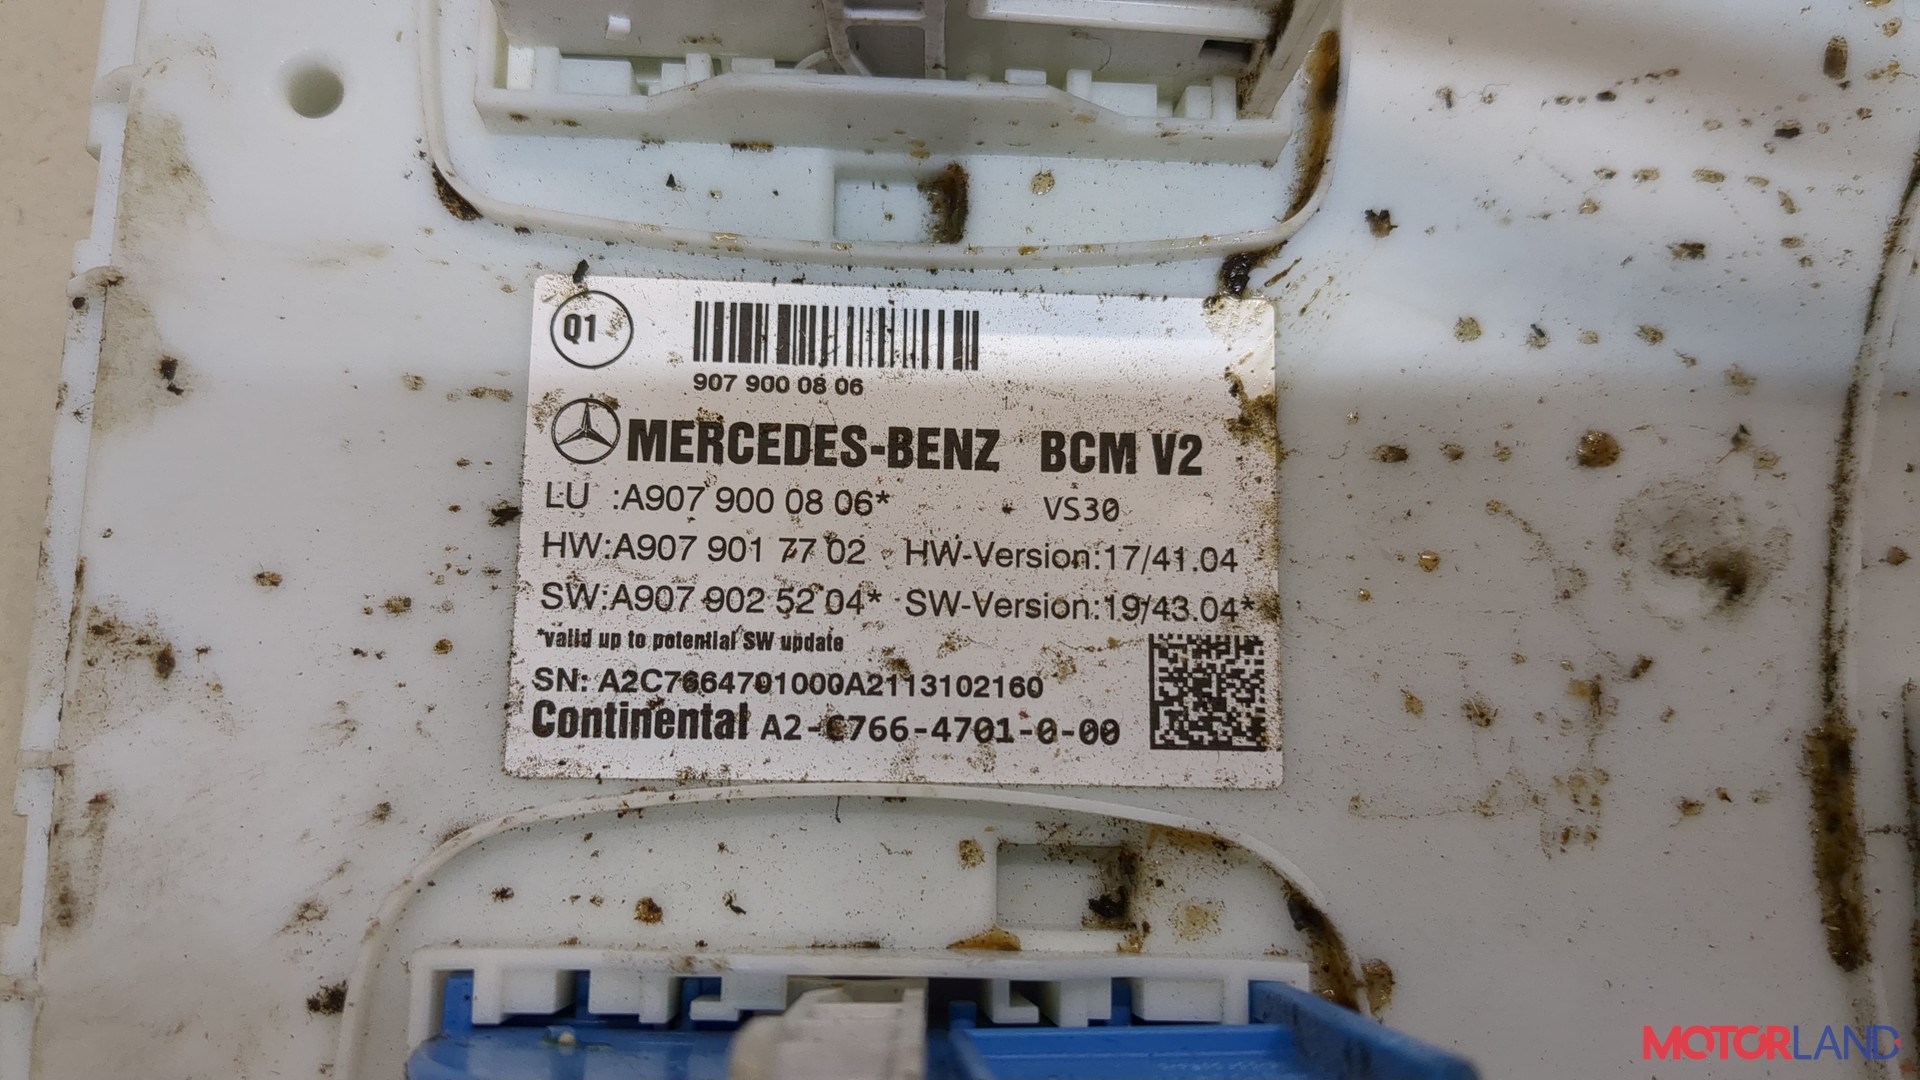 Q1
907 900 08 06
MERCEDES-BENZ BCM V2
LU :A907 900 08 06* VS30
HW:A907 901 77 02 HW-Version:17/41.04
SW:A907 902 52 04* SW-Version:19/43.04*
*valid up to potential SW update
SN: A2C7664701000A2113102160
Continental A2-C766-4701-0-00
MOTORLAND